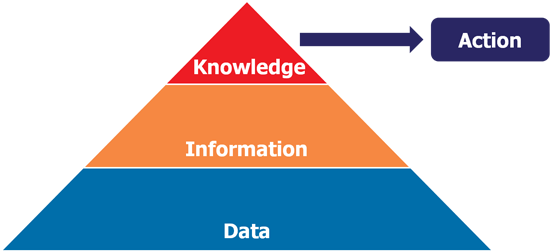 Action
Knowledge
Information
Data